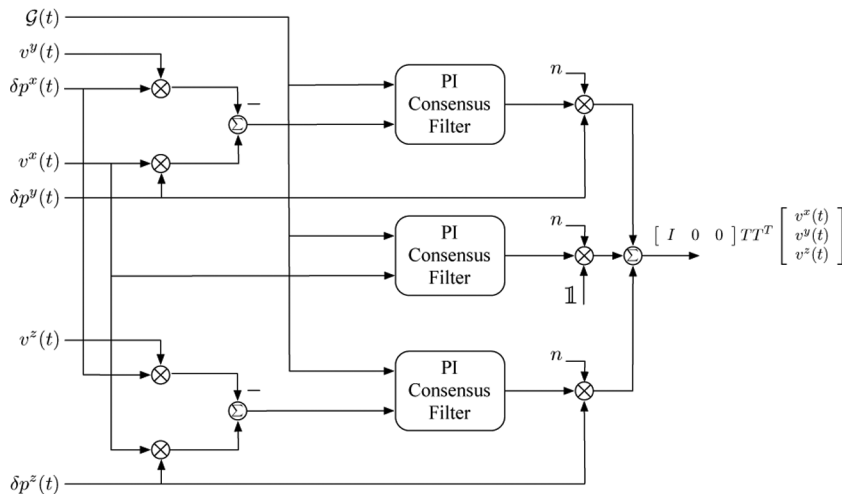 𝒢(t)
v^y(t)
δp^x(t)
−
Σ
PI
Consensus
Filter
n
v^x(t)
δp^y(t)
PI
Consensus
Filter
n
𝟙
Σ
[ I 0 0 ] TT^T [ v^x(t)
v^y(t)
v^z(t) ]
v^z(t)
−
Σ
PI
Consensus
Filter
n
δp^z(t)